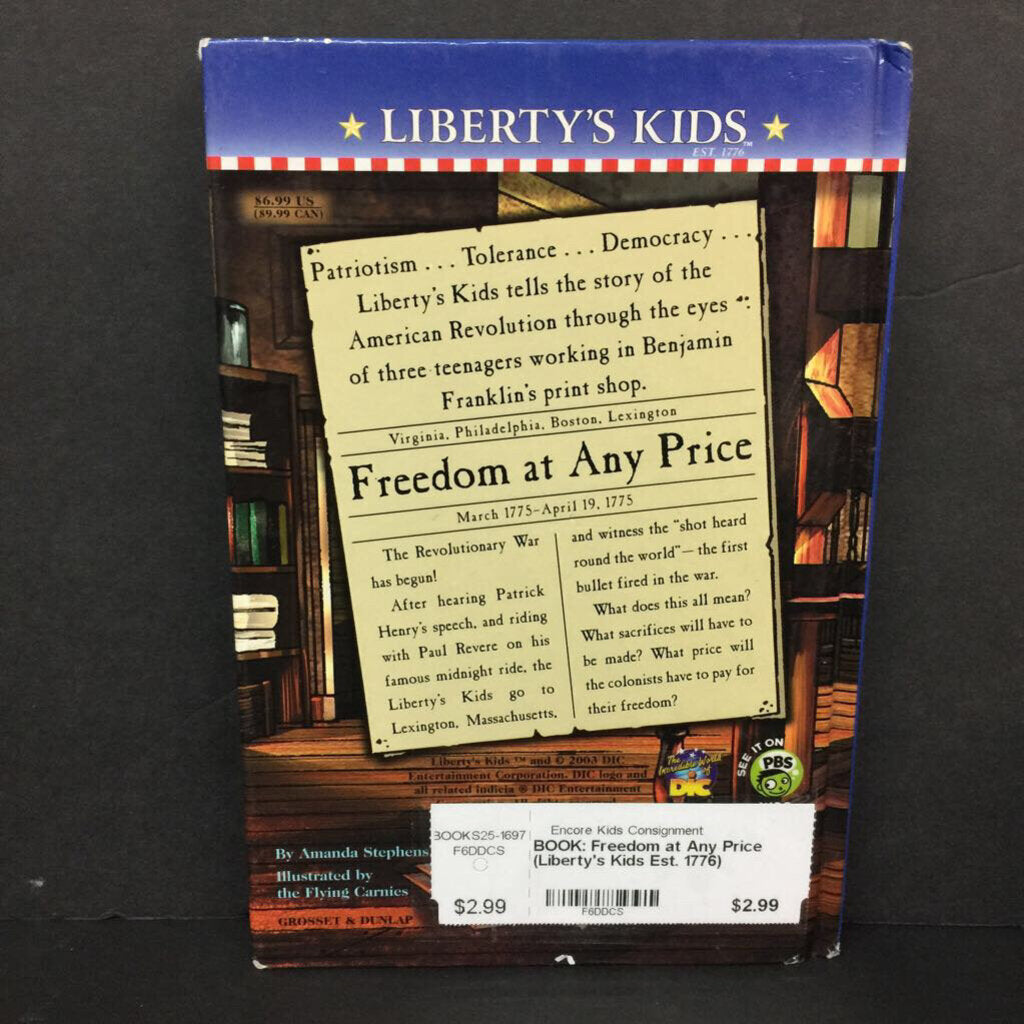 LIBERTY'S KIDS™
EST. 1776
$6.99 US
($9.99 CAN)
Patriotism . . . Tolerance . . . Democracy . . .
Liberty's Kids tells the story of the
American Revolution through the eyes
of three teenagers working in Benjamin
Franklin's print shop.
Virginia, Philadelphia, Boston, Lexington
Freedom at Any Price
March 1775–April 19, 1775
The Revolutionary War
has begun!
After hearing Patrick
Henry's speech, and riding
with Paul Revere on his
famous midnight ride, the
Liberty's Kids go to
Lexington, Massachusetts,
and witness the "shot heard
round the world"—the first
bullet fired in the war.
What does this all mean?
What sacrifices will have to
be made? What price will
the colonists have to pay for
their freedom?
Liberty's Kids ™ and © 2003 DIC
Entertainment Corporation. DIC logo and
all related indicia ® DIC Entertainment
The
Incredible World
of
DIC
SEE IT ON
PBS
By Amanda Stephens
Illustrated by
the Flying Carnies
GROSSET & DUNLAP
BOOKS25-1697
F6DDCS
$2.99
Encore Kids Consignment
BOOK: Freedom at Any Price
(Liberty's Kids Est. 1776)
F6DDCS
$2.99